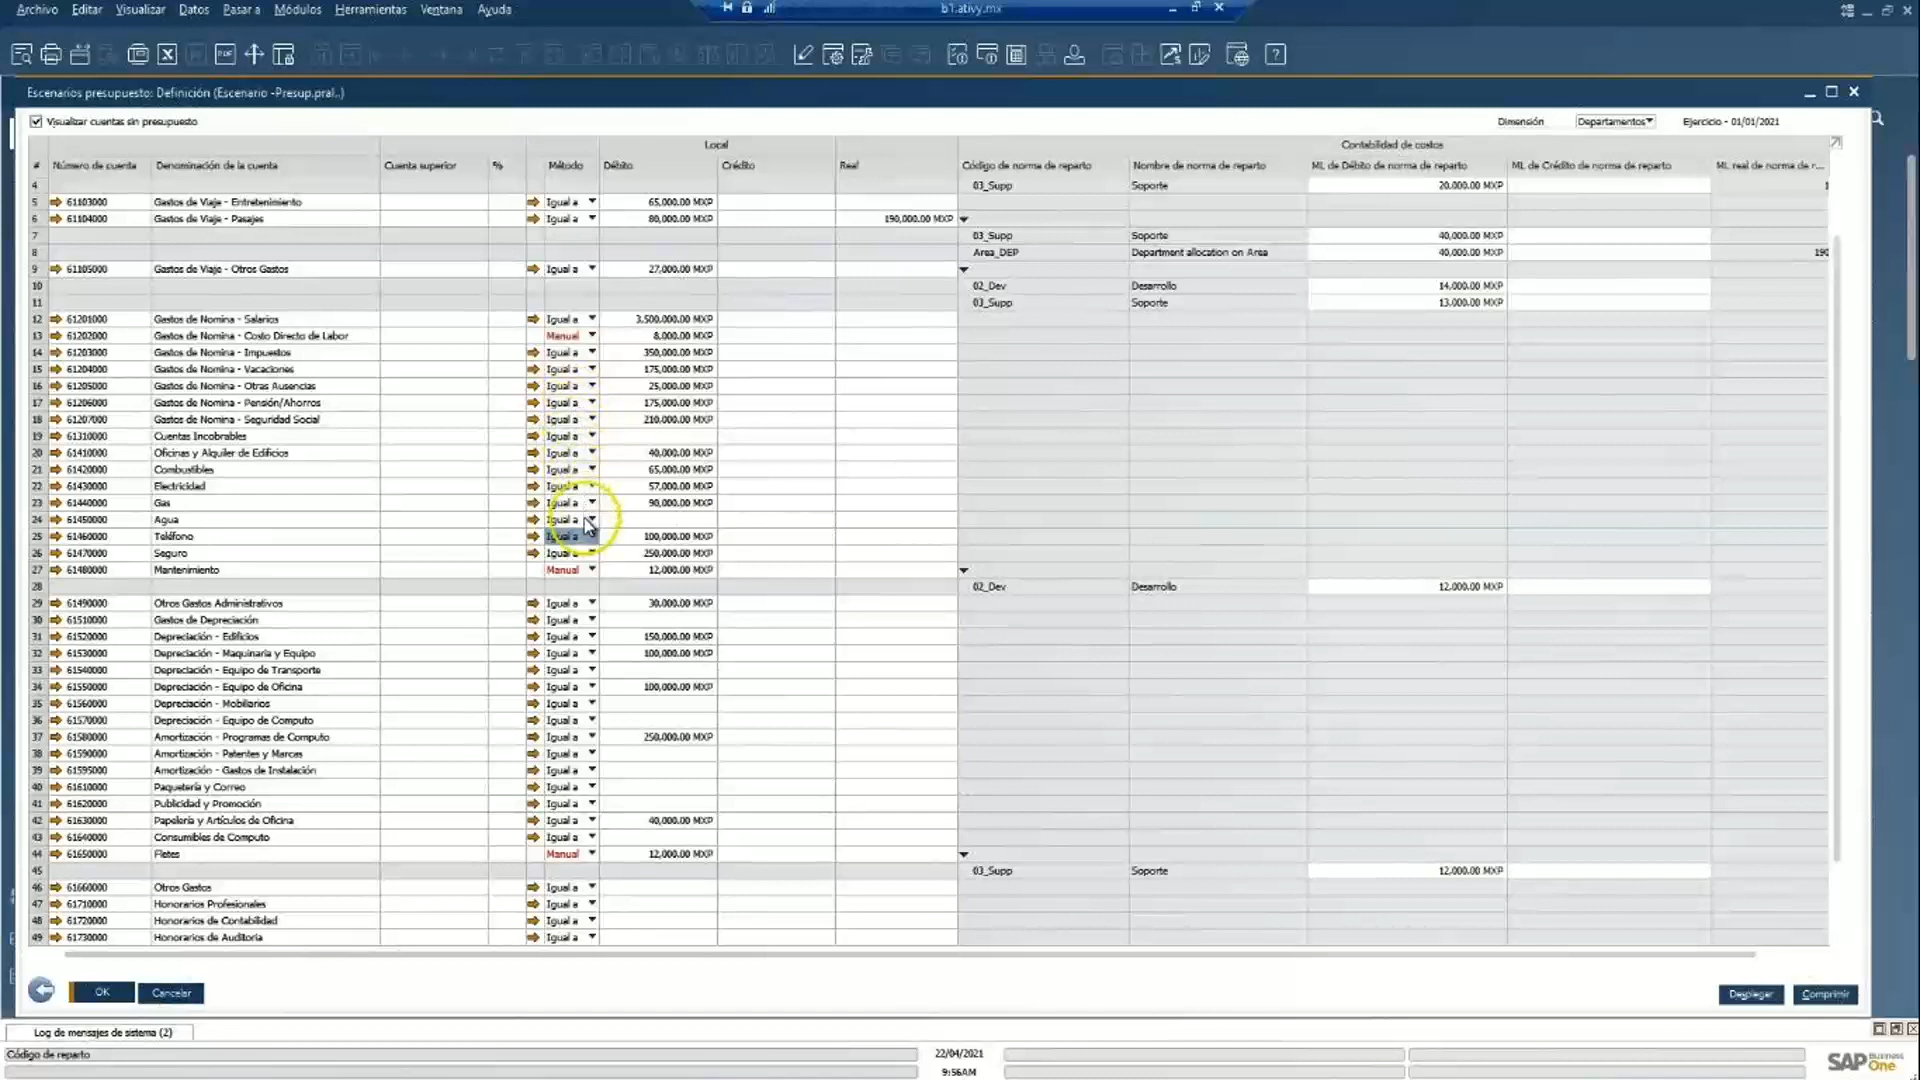 Archivo Editar Visualizar Datos Pasar a Módulos Herramientas Ventana Ayuda b1.ativy.mx
Escenarios presupuesto: Definición (Escenario -Presup.pral..)
Visualizar cuentas sin presupuesto Dimensión Departamentos Ejercicio - 01/01/2021
Local Contabilidad de costos
# Número de cuenta Denominación de la cuenta Cuenta superior % Método Débito Crédito Real Código de norma de reparto Nombre de norma de reparto ML de Débito de norma de reparto ML de Crédito de norma de reparto ML real de norma de r...
4 03_Supp Soporte 20.000.00 MXP 1
5 61103000 Gastos de Viaje - Entretenimiento Igual a 65,000.00 MXP
6 61104000 Gastos de Viaje - Pasajes Igual a 80,000.00 MXP 190,000.00 MXP
7 03_Supp Soporte 40,000.00 MXP
8 Area_DEP Department allocation on Area 40,000.00 MXP 190
9 61105000 Gastos de Viaje - Otros Gastos Igual a 27,000.00 MXP
10 02_Dev Desarrollo 14,000.00 MXP
11 03_Supp Soporte 13,000.00 MXP
12 61201000 Gastos de Nomina - Salarios Igual a 3,500,000.00 MXP
13 61202000 Gastos de Nomina - Costo Directo de Labor Manual 8,000.00 MXP
14 61203000 Gastos de Nomina - Impuestos Igual a 350,000.00 MXP
15 61204000 Gastos de Nomina - Vacaciones Igual a 175,000.00 MXP
16 61205000 Gastos de Nomina - Otras Ausencias Igual a 25,000.00 MXP
17 61206000 Gastos de Nomina - Pensión/Ahorros Igual a 175,000.00 MXP
18 61207000 Gastos de Nomina - Seguridad Social Igual a 210,000.00 MXP
19 61310000 Cuentas Incobrables Igual a
20 61410000 Oficinas y Alquiler de Edificios Igual a 40,000.00 MXP
21 61420000 Combustibles Igual a 65,000.00 MXP
22 61430000 Electricidad Igual a 57,000.00 MXP
23 61440000 Gas Igual a 90,000.00 MXP
24 61450000 Agua Igual a
25 61460000 Teléfono Igual a 100,000.00 MXP
26 61470000 Seguro Igual a 250,000.00 MXP
27 61480000 Mantenimiento Manual 12,000.00 MXP
28 02_Dev Desarrollo 12,000.00 MXP
29 61490000 Otros Gastos Administrativos Igual a 30,000.00 MXP
30 61510000 Gastos de Depreciación Igual a
31 61520000 Depreciación - Edificios Igual a 150,000.00 MXP
32 61530000 Depreciación - Maquinaria y Equipo Igual a 100,000.00 MXP
33 61540000 Depreciación - Equipo de Transporte Igual a
34 61550000 Depreciación - Equipo de Oficina Igual a 100,000.00 MXP
35 61560000 Depreciación - Mobiliarios Igual a
36 61570000 Depreciación - Equipo de Computo Igual a
37 61580000 Amortización - Programas de Computo Igual a 250,000.00 MXP
38 61590000 Amortización - Patentes y Marcas Igual a
39 61595000 Amortización - Gastos de Instalación Igual a
40 61610000 Paquetería y Correo Igual a
41 61620000 Publicidad y Promoción Igual a
42 61630000 Papelería y Artículos de Oficina Igual a 40,000.00 MXP
43 61640000 Consumibles de Computo Igual a
44 61650000 Fletes Manual 12,000.00 MXP
45 03_Supp Soporte 12,000.00 MXP
46 61660000 Otros Gastos Igual a
47 61710000 Honorarios Profesionales Igual a
48 61720000 Honorarios de Contabilidad Igual a
49 61730000 Honorarios de Auditoria Igual a
OK Cancelar Desplegar Comprimir
Log de mensajes de sistema (2)
Código de reparto 22/04/2021
9:56AM
SAP Business One